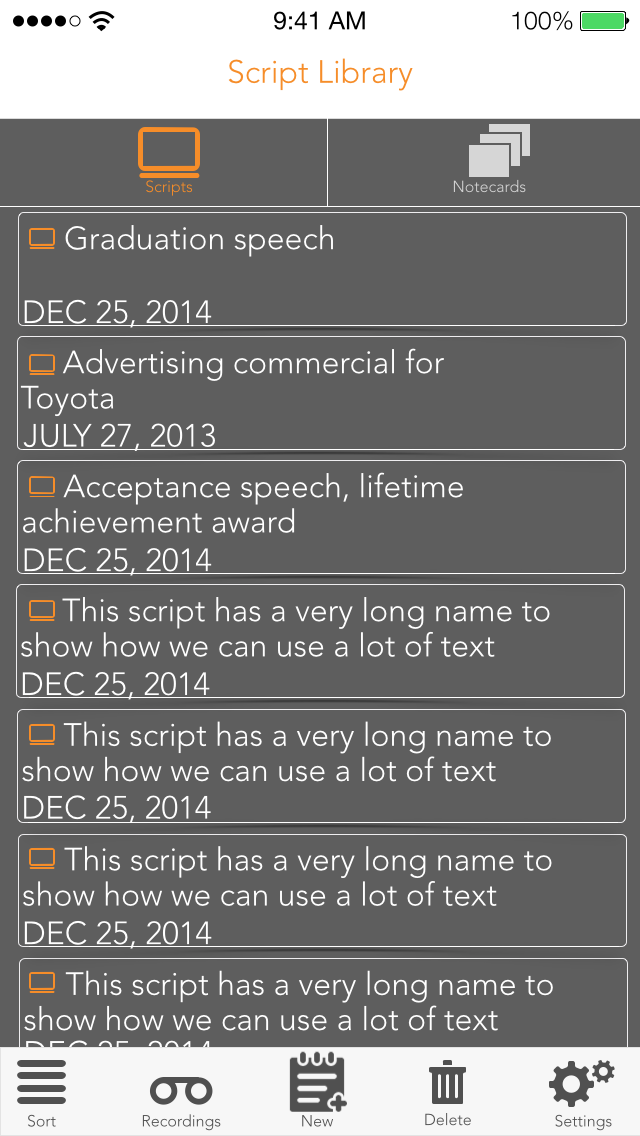 9:41 AM
100%
Script Library
Scripts
Notecards
Graduation speech
DEC 25, 2014
Advertising commercial for
Toyota
JULY 27, 2013
Acceptance speech, lifetime
achievement award
DEC 25, 2014
This script has a very long name to
show how we can use a lot of text
DEC 25, 2014
This script has a very long name to
show how we can use a lot of text
DEC 25, 2014
This script has a very long name to
show how we can use a lot of text
DEC 25, 2014
This script has a very long name to
show how we can use a lot of text
DEC 25, 2014
Sort
Recordings
New
Delete
Settings